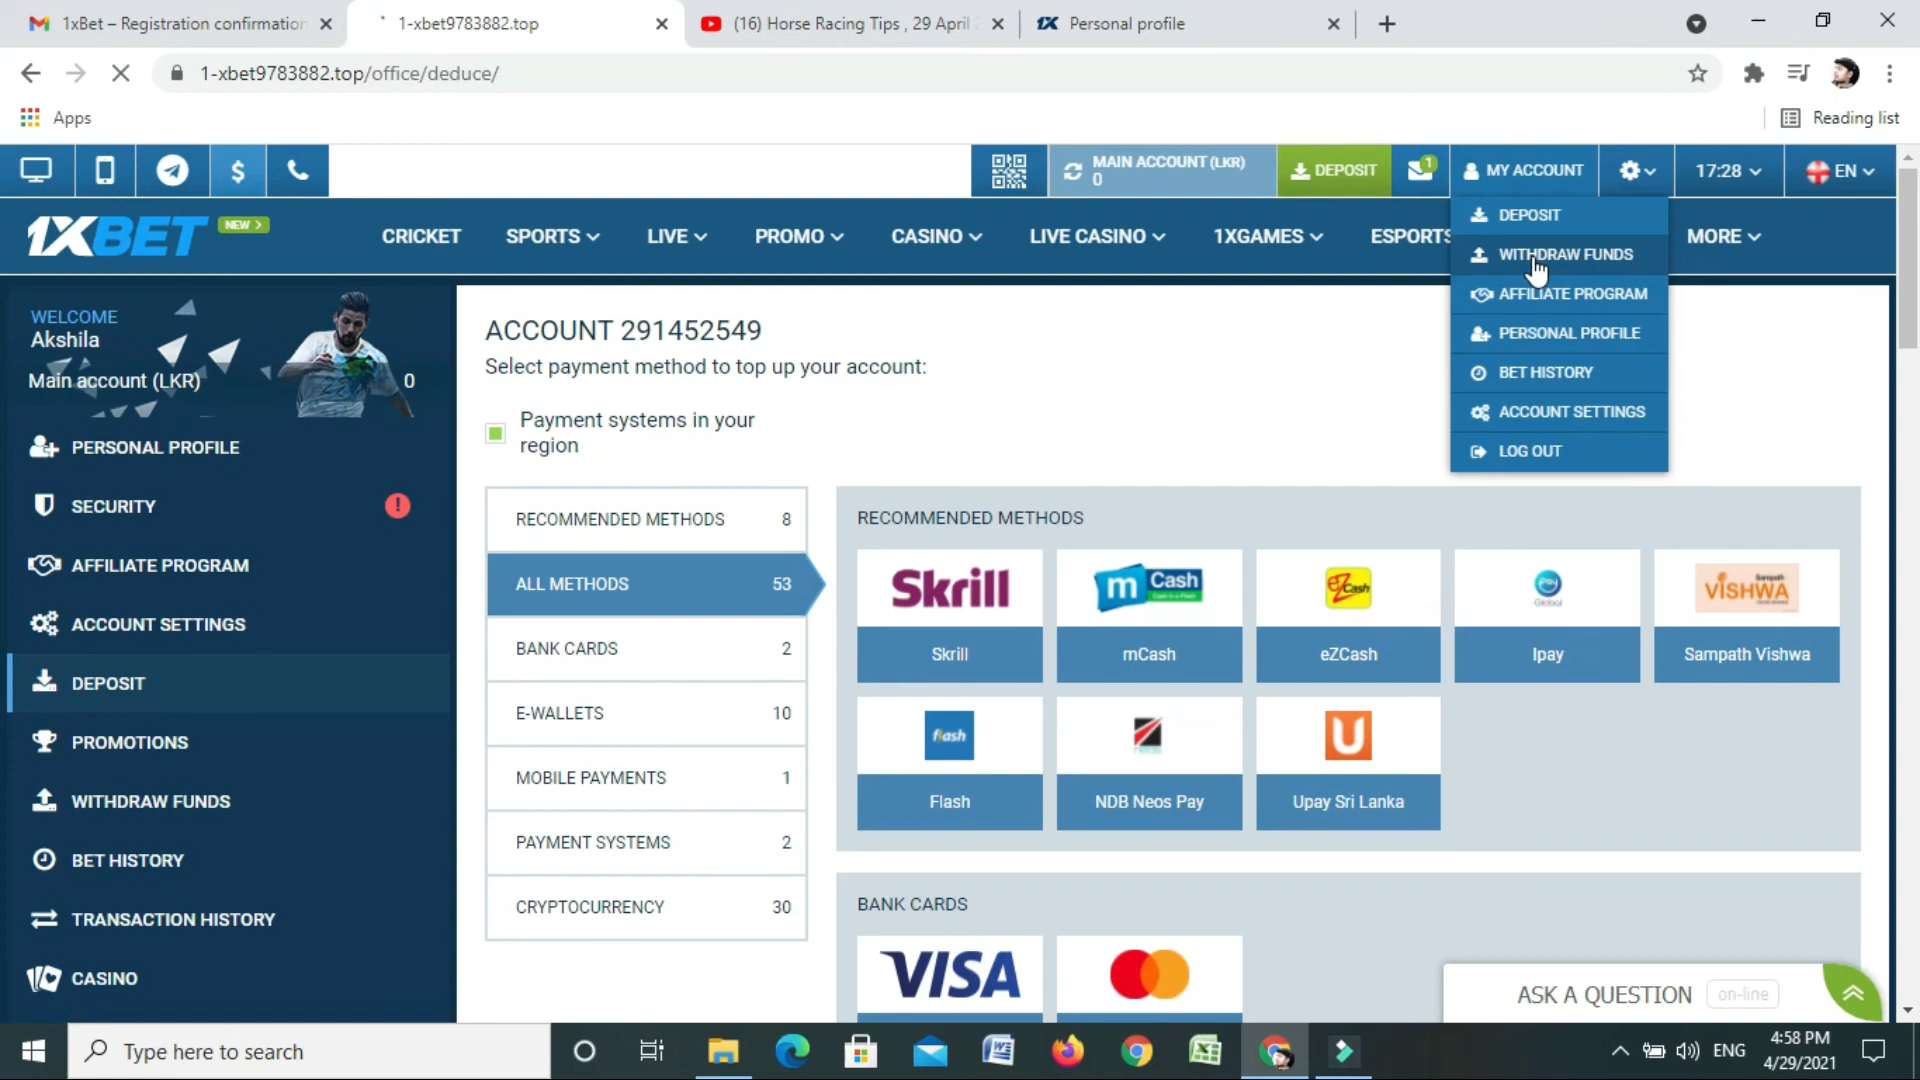 1xBet – Registration confirmation
1-xbet9783882.top
(16) Horse Racing Tips , 29 April
1X Personal profile
1-xbet9783882.top/office/deduce/
Apps
Reading list
MAIN ACCOUNT (LKR)
0
DEPOSIT
1
MY ACCOUNT
17:28
EN
1XBET
NEW >
CRICKET
SPORTS
LIVE
PROMO
CASINO
LIVE CASINO
1XGAMES
ESPORTS
MORE
DEPOSIT
WITHDRAW FUNDS
AFFILIATE PROGRAM
PERSONAL PROFILE
BET HISTORY
ACCOUNT SETTINGS
LOG OUT
WELCOME
Akshila
Main account (LKR) 0
PERSONAL PROFILE
SECURITY !
AFFILIATE PROGRAM
ACCOUNT SETTINGS
DEPOSIT
PROMOTIONS
WITHDRAW FUNDS
BET HISTORY
TRANSACTION HISTORY
CASINO
ACCOUNT 291452549
Select payment method to top up your account:
Payment systems in your
region
RECOMMENDED METHODS 8
ALL METHODS 53
BANK CARDS 2
E-WALLETS 10
MOBILE PAYMENTS 1
PAYMENT SYSTEMS 2
CRYPTOCURRENCY 30
RECOMMENDED METHODS
Skrill
Skrill
m Cash
mCash
eZ Cash
eZCash
Global
Ipay
Sampath
VISHWA
Sampath Vishwa
flash
Flash
NDB Neos Pay
U
Upay Sri Lanka
BANK CARDS
VISA
ASK A QUESTION on-line
Type here to search
ENG
4:58 PM
4/29/2021